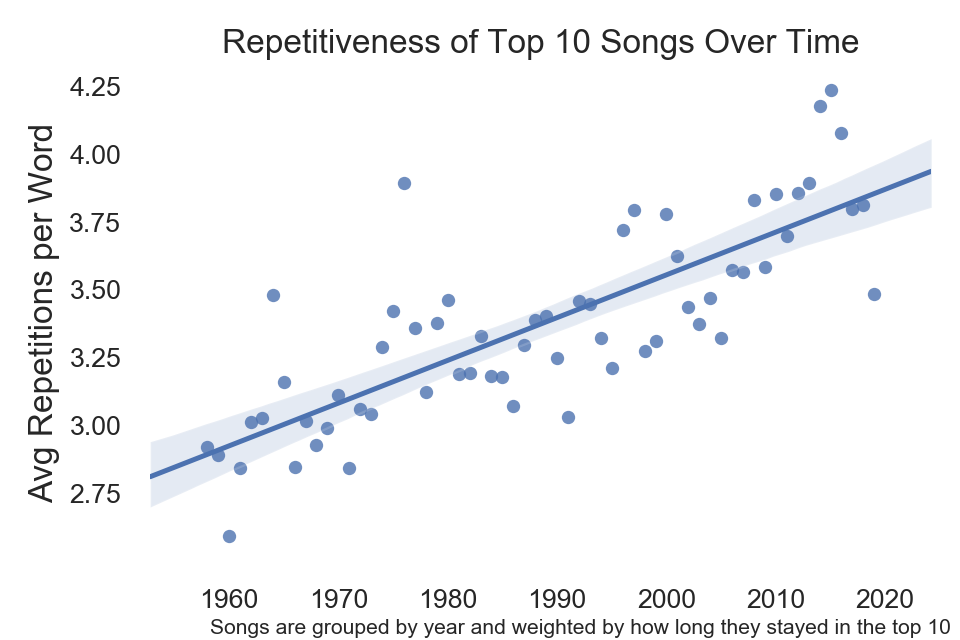 Repetitiveness of Top 10 Songs Over Time
Avg Repetitions per Word
4.25
4.00
3.75
3.50
3.25
3.00
2.75
1960 1970 1980 1990 2000 2010 2020
Songs are grouped by year and weighted by how long they stayed in the top 10